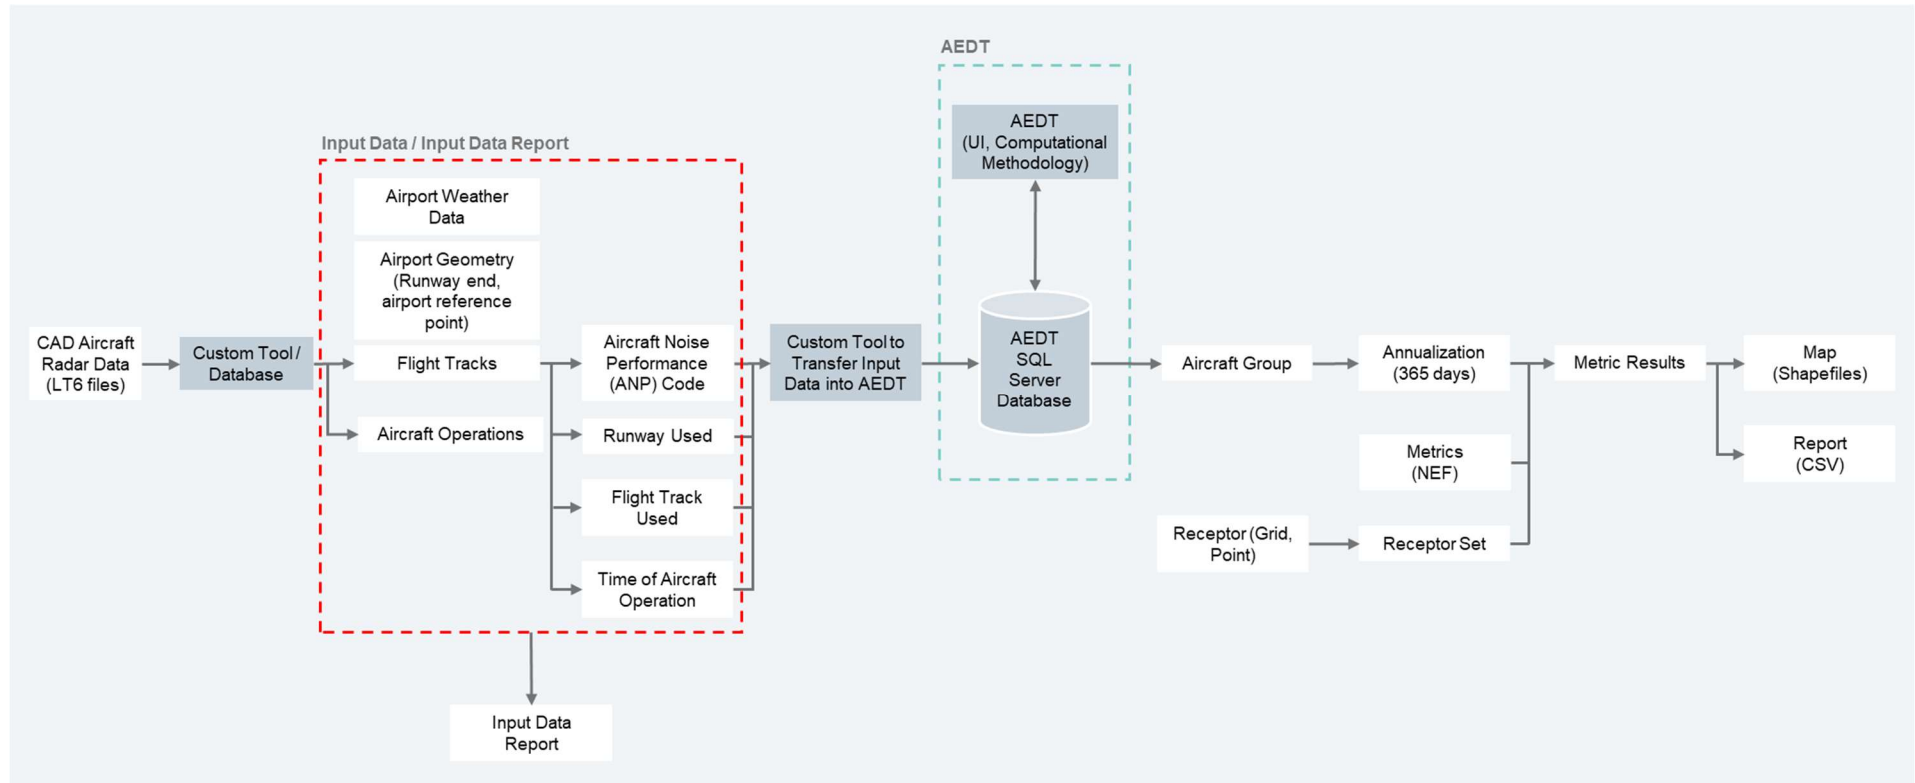 AEDT
AEDT
(UI, Computational
Methodology)
Input Data / Input Data Report
Airport Weather
Data
Airport Geometry
(Runway end,
airport reference
point)
CAD Aircraft
Radar Data
(LT6 files)
Custom Tool /
Database
Flight Tracks
Aircraft Operations
Aircraft Noise
Performance
(ANP) Code
Runway Used
Flight Track
Used
Time of Aircraft
Operation
Input Data
Report
Custom Tool to
Transfer Input
Data into AEDT
AEDT
SQL
Server
Database
Aircraft Group
Annualization
(365 days)
Metrics
(NEF)
Receptor (Grid,
Point)
Receptor Set
Metric Results
Map
(Shapefiles)
Report
(CSV)